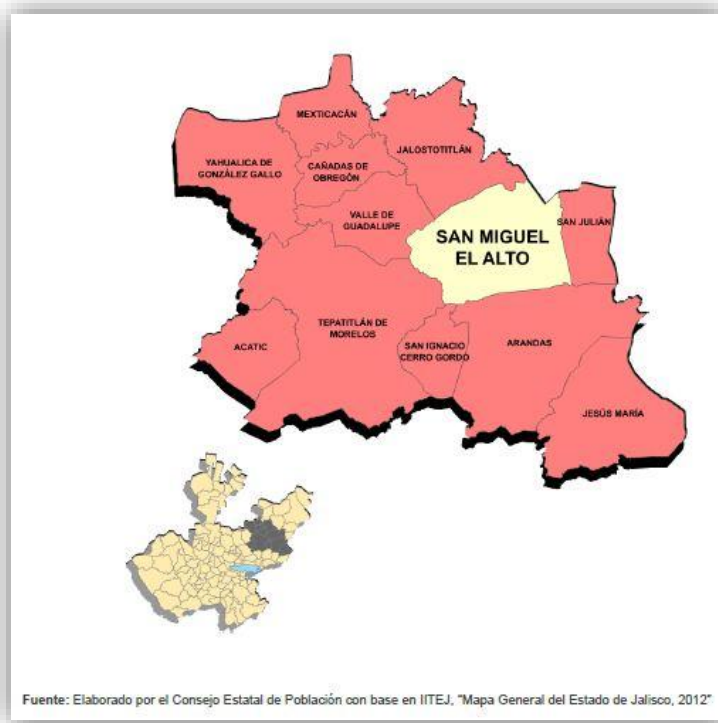 MEXTICACÁN
JALOSTOTITLÁN
YAHUALICA DE
GONZÁLEZ GALLO
CAÑADAS DE
OBREGÓN
VALLE DE
GUADALUPE
SAN JULIÁN
SAN MIGUEL
EL ALTO
TEPATITLÁN DE
MORELOS
ACATIC
SAN IGNACIO
CERRO GORDO
ARANDAS
JESÚS MARÍA
Fuente: Elaborado por el Consejo Estatal de Población con base en IITEJ, "Mapa General del Estado de Jalisco, 2012"